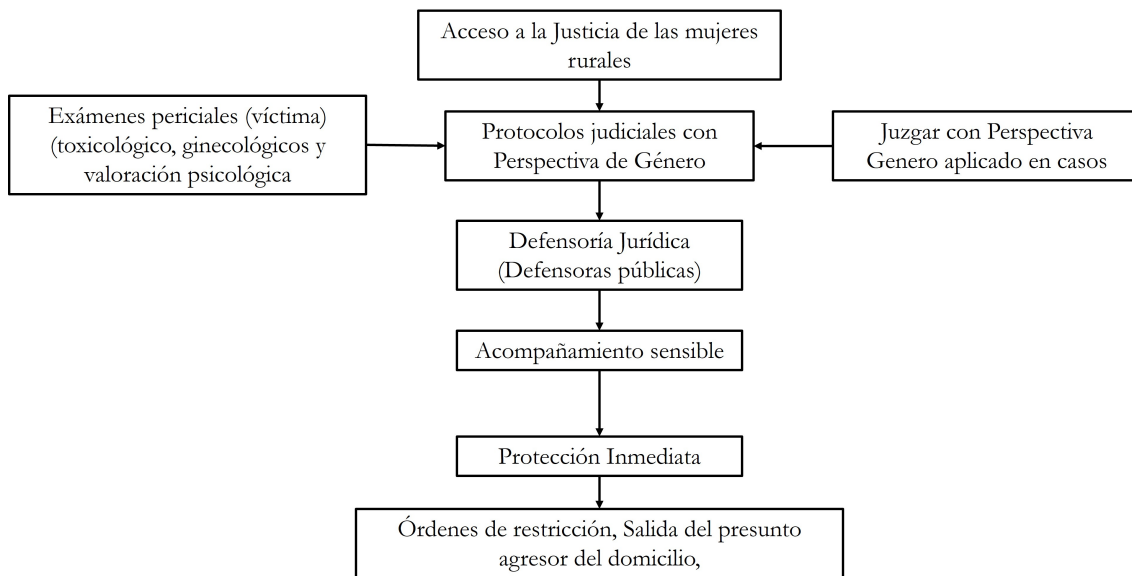 Acceso a la Justicia de las mujeres
rurales
Exámenes periciales (víctima)
(toxicológico, ginecológicos y
valoración psicológica
Protocolos judiciales con
Perspectiva de Género
Juzgar con Perspectiva
Genero aplicado en casos
Defensoría Jurídica
(Defensoras públicas)
Acompañamiento sensible
Protección Inmediata
Órdenes de restricción, Salida del presunto
agresor del domicilio,